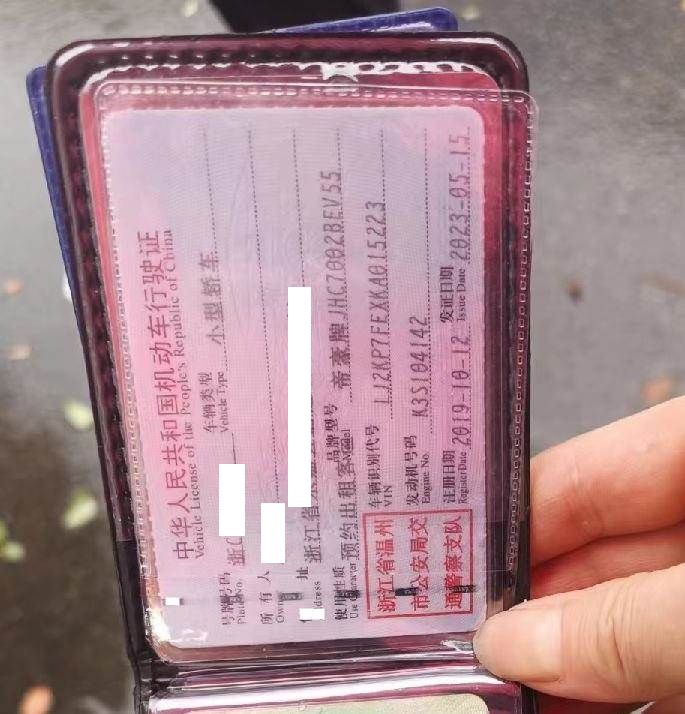 中华人民共和国机动车行驶证
Vehicle License of the People's Republic of China
号牌号码 浙C 车辆类型 小型轿车
Plate No. Vehicle Type
所有人
Owner
址 浙江省
Address
使用性质 预约出租客 品牌型号 帝豪牌JHC7002BEV55
Use Character Model
浙江省温州
市公安局交
通警察支队
车辆识别代号 LJ2KP7FEXKA015223
VIN
发动机号码 K3S104142
Engine No.
注册日期 2019-10-12 发证日期 2023-05-15
Register Date Issue Date